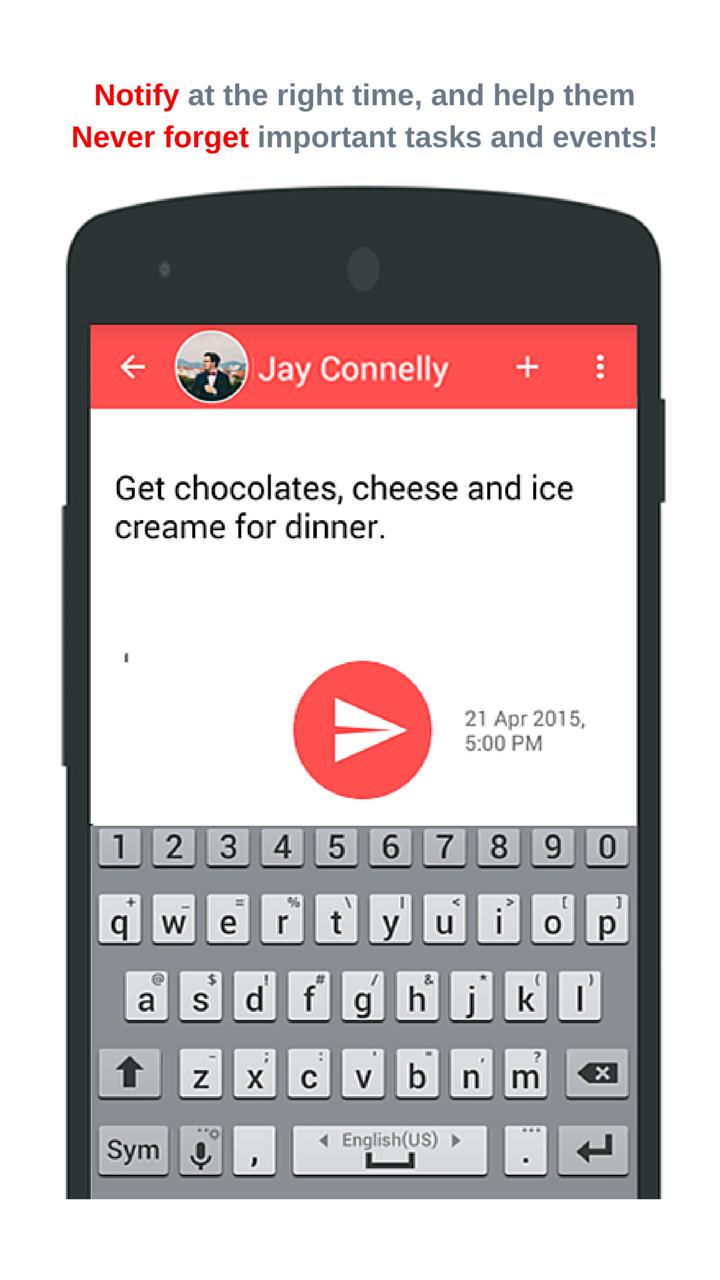 Notify at the right time, and help them
Never forget important tasks and events!
Jay Connelly
Get chocolates, cheese and ice
creame for dinner.
21 Apr 2015,
5:00 PM
1 2 3 4 5 6 7 8 9 0
+ _ = % \ | < > [ ]
q w e r t y u i o p
@ $ ! # / & * ( )
a s d f g h j k l
- ; : ' " , ?
z x c v b n m
Sym , English(US) .